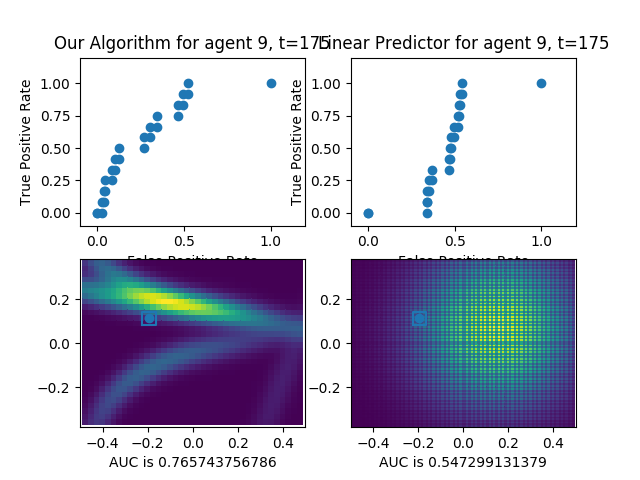 Our Algorithm for agent 9, t=175
Linear Predictor for agent 9, t=175
True Positive Rate
1.00
0.75
0.50
0.25
0.00
0.0 0.5 1.0
False Positive Rate
True Positive Rate
1.00
0.75
0.50
0.25
0.00
0.0 0.5 1.0
False Positive Rate
0.2
0.0
−0.2
−0.4 −0.2 0.0 0.2 0.4
AUC is 0.765743756786
0.2
0.0
−0.2
−0.4 −0.2 0.0 0.2 0.4
AUC is 0.547299131379